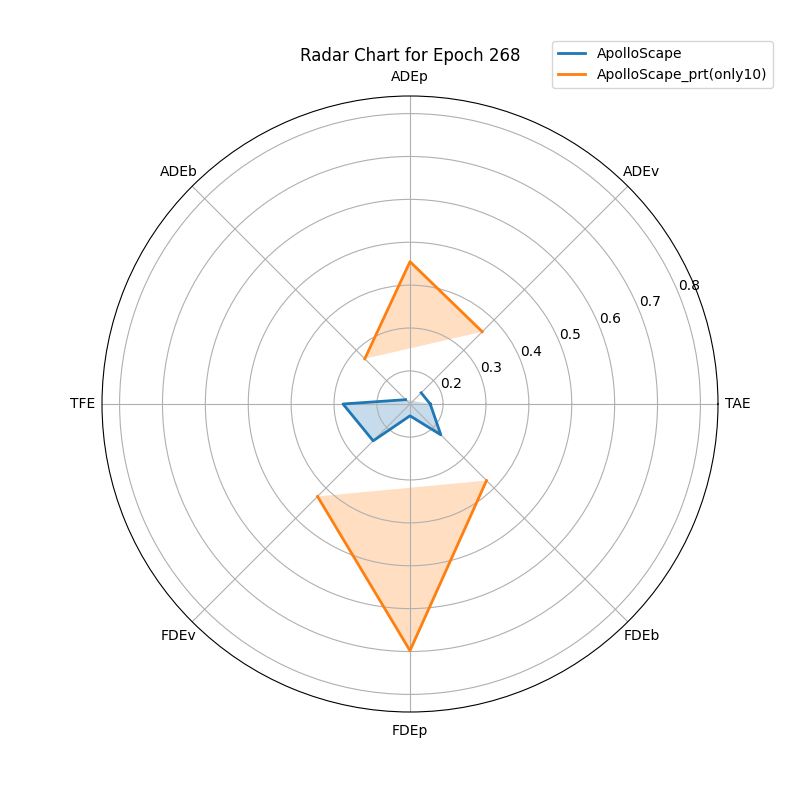 Radar Chart for Epoch 268
ApolloScape
ApolloScape_prt(only10)
ADEp
ADEb
ADEv
0.8
0.7
0.6
0.5
0.4
0.3
0.2
TFE
TAE
FDEv
FDEb
FDEp